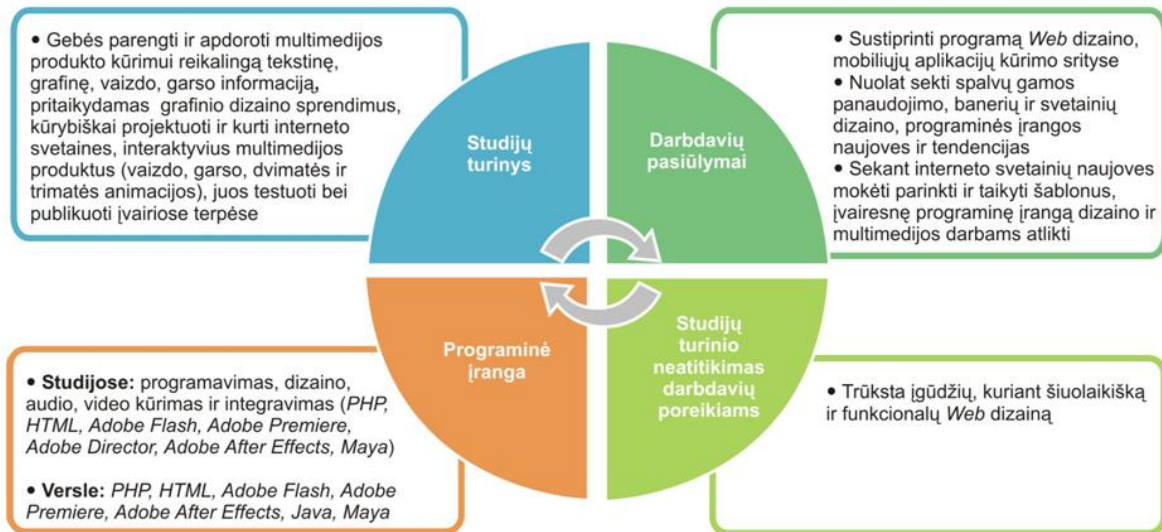 • Gebės parengti ir apdoroti multimedijos
produkto kūrimui reikalingą tekstinę,
grafinę, vaizdo, garso informaciją,
pritaikydamas grafinio dizaino sprendimus,
kūrybiškai projektuoti ir kurti interneto
svetaines, interaktyvius multimedijos
produktus (vaizdo, garso, dvimatės ir
trimatės animacijos), juos testuoti bei
publikuoti įvairiose terpėse
Studijų
turinys
Darbdavių
pasiūlymai
• Sustiprinti programą Web dizaino,
mobiliųjų aplikacijų kūrimo srityse
• Nuolat sekti spalvų gamos
panaudojimo, banerių ir svetainių
dizaino, programinės įrangos
naujoves ir tendencijas
• Sekant interneto svetainių naujoves
mokėti parinkti ir taikyti šablonus,
įvairesnę programinę įrangą dizaino ir
multimedijos darbams atlikti
• Studijose: programavimas, dizaino,
audio, video kūrimas ir integravimas (PHP,
HTML, Adobe Flash, Adobe Premiere,
Adobe Director, Adobe After Effects, Maya)
• Versle: PHP, HTML, Adobe Flash, Adobe
Premiere, Adobe After Effects, Java, Maya
Programinė
įranga
Studijų
turinio
neatitikimas
darbdavių
poreikiams
• Trūksta įgūdžių, kuriant šiuolaikišką
ir funkcionalų Web dizainą